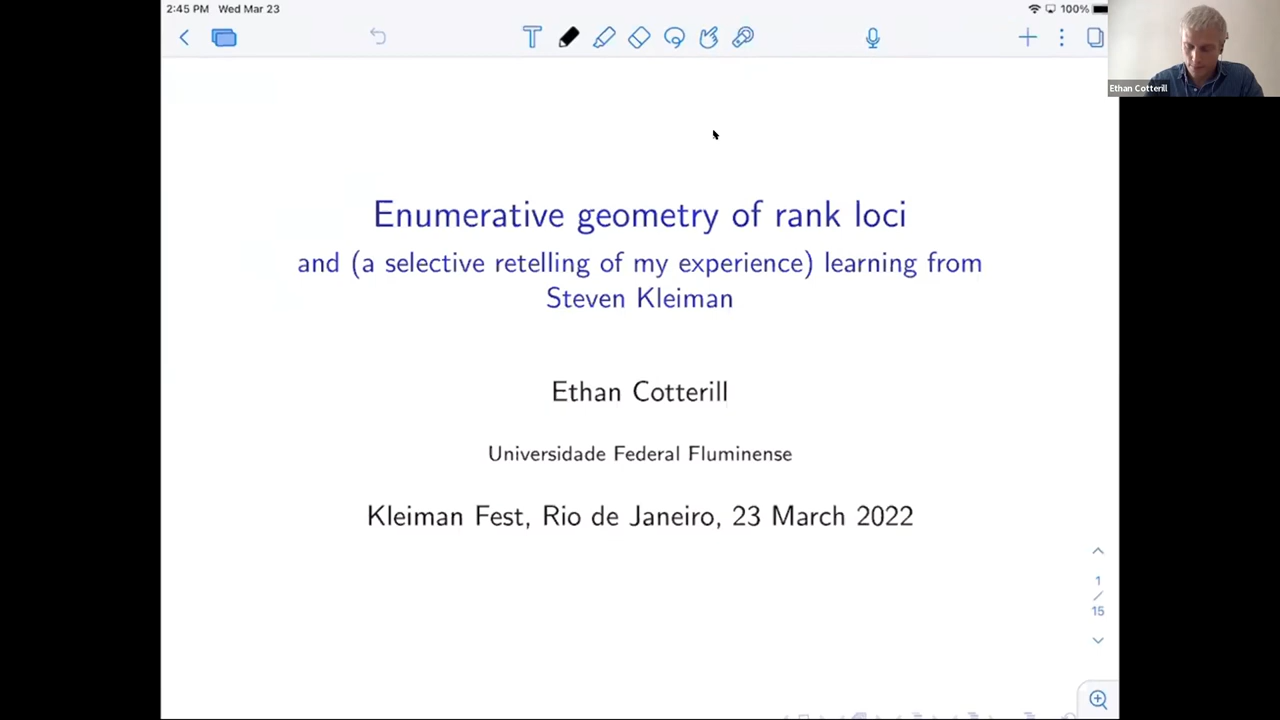 2:45 PM Wed Mar 23
100%
T
Ethan Cotterill
Enumerative geometry of rank loci
and (a selective retelling of my experience) learning from
Steven Kleiman
Ethan Cotterill
Universidade Federal Fluminense
Kleiman Fest, Rio de Janeiro, 23 March 2022
1
/
15